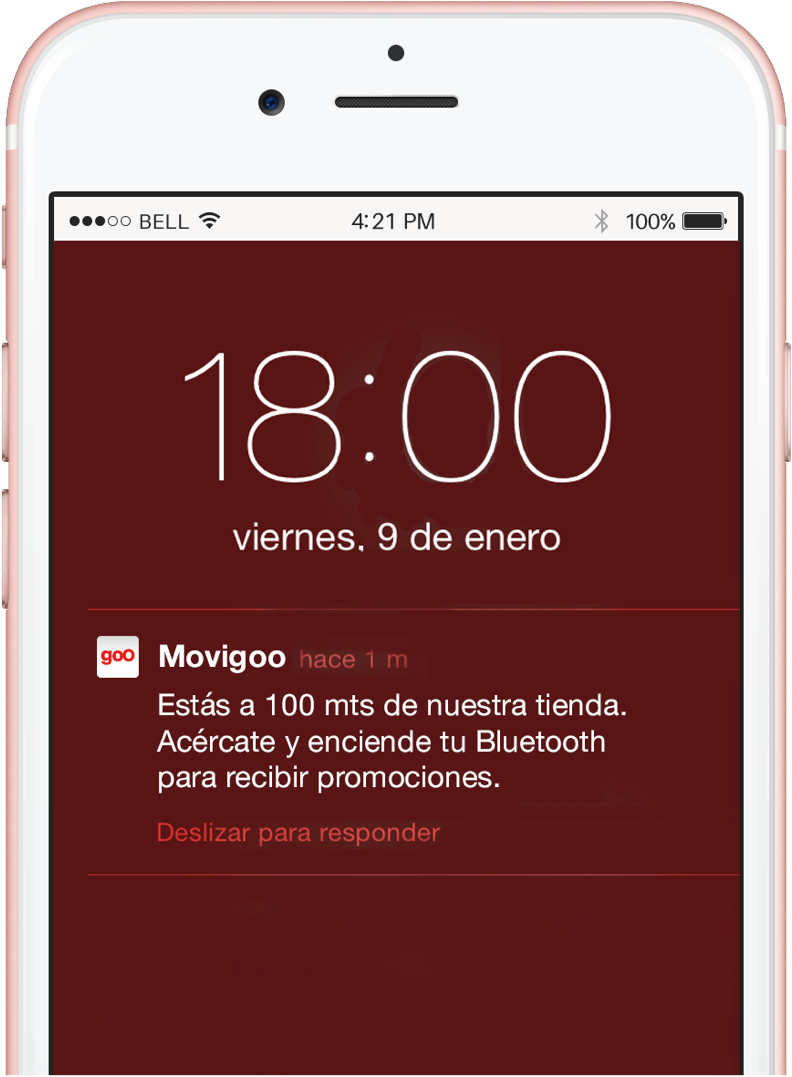 BELL 4:21 PM 100%
18:00
viernes, 9 de enero
goo Movigoo hace 1 m
Estás a 100 mts de nuestra tienda.
Acércate y enciende tu Bluetooth
para recibir promociones.
Deslizar para responder